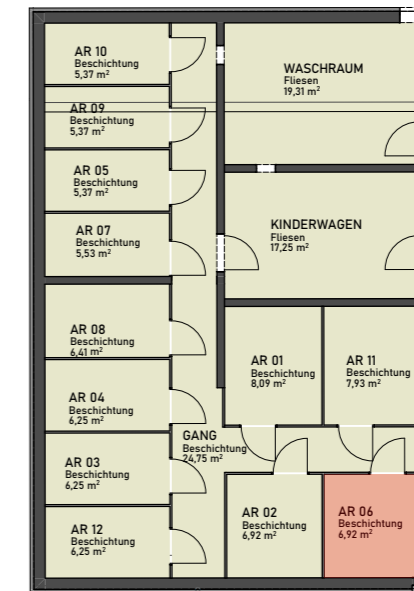 AR 10
Beschichtung
5,37 m²
WASCHRAUM
Fliesen
19,31 m²
AR 09
Beschichtung
5,37 m²
AR 05
Beschichtung
5,37 m²
AR 07
Beschichtung
5,53 m²
KINDERWAGEN
Fliesen
17,25 m²
AR 08
Beschichtung
6,41 m²
AR 01
Beschichtung
8,09 m²
AR 11
Beschichtung
7,93 m²
AR 04
Beschichtung
6,25 m²
GANG
Beschichtung
24,75 m²
AR 03
Beschichtung
6,25 m²
AR 12
Beschichtung
6,25 m²
AR 02
Beschichtung
6,92 m²
AR 06
Beschichtung
6,92 m²